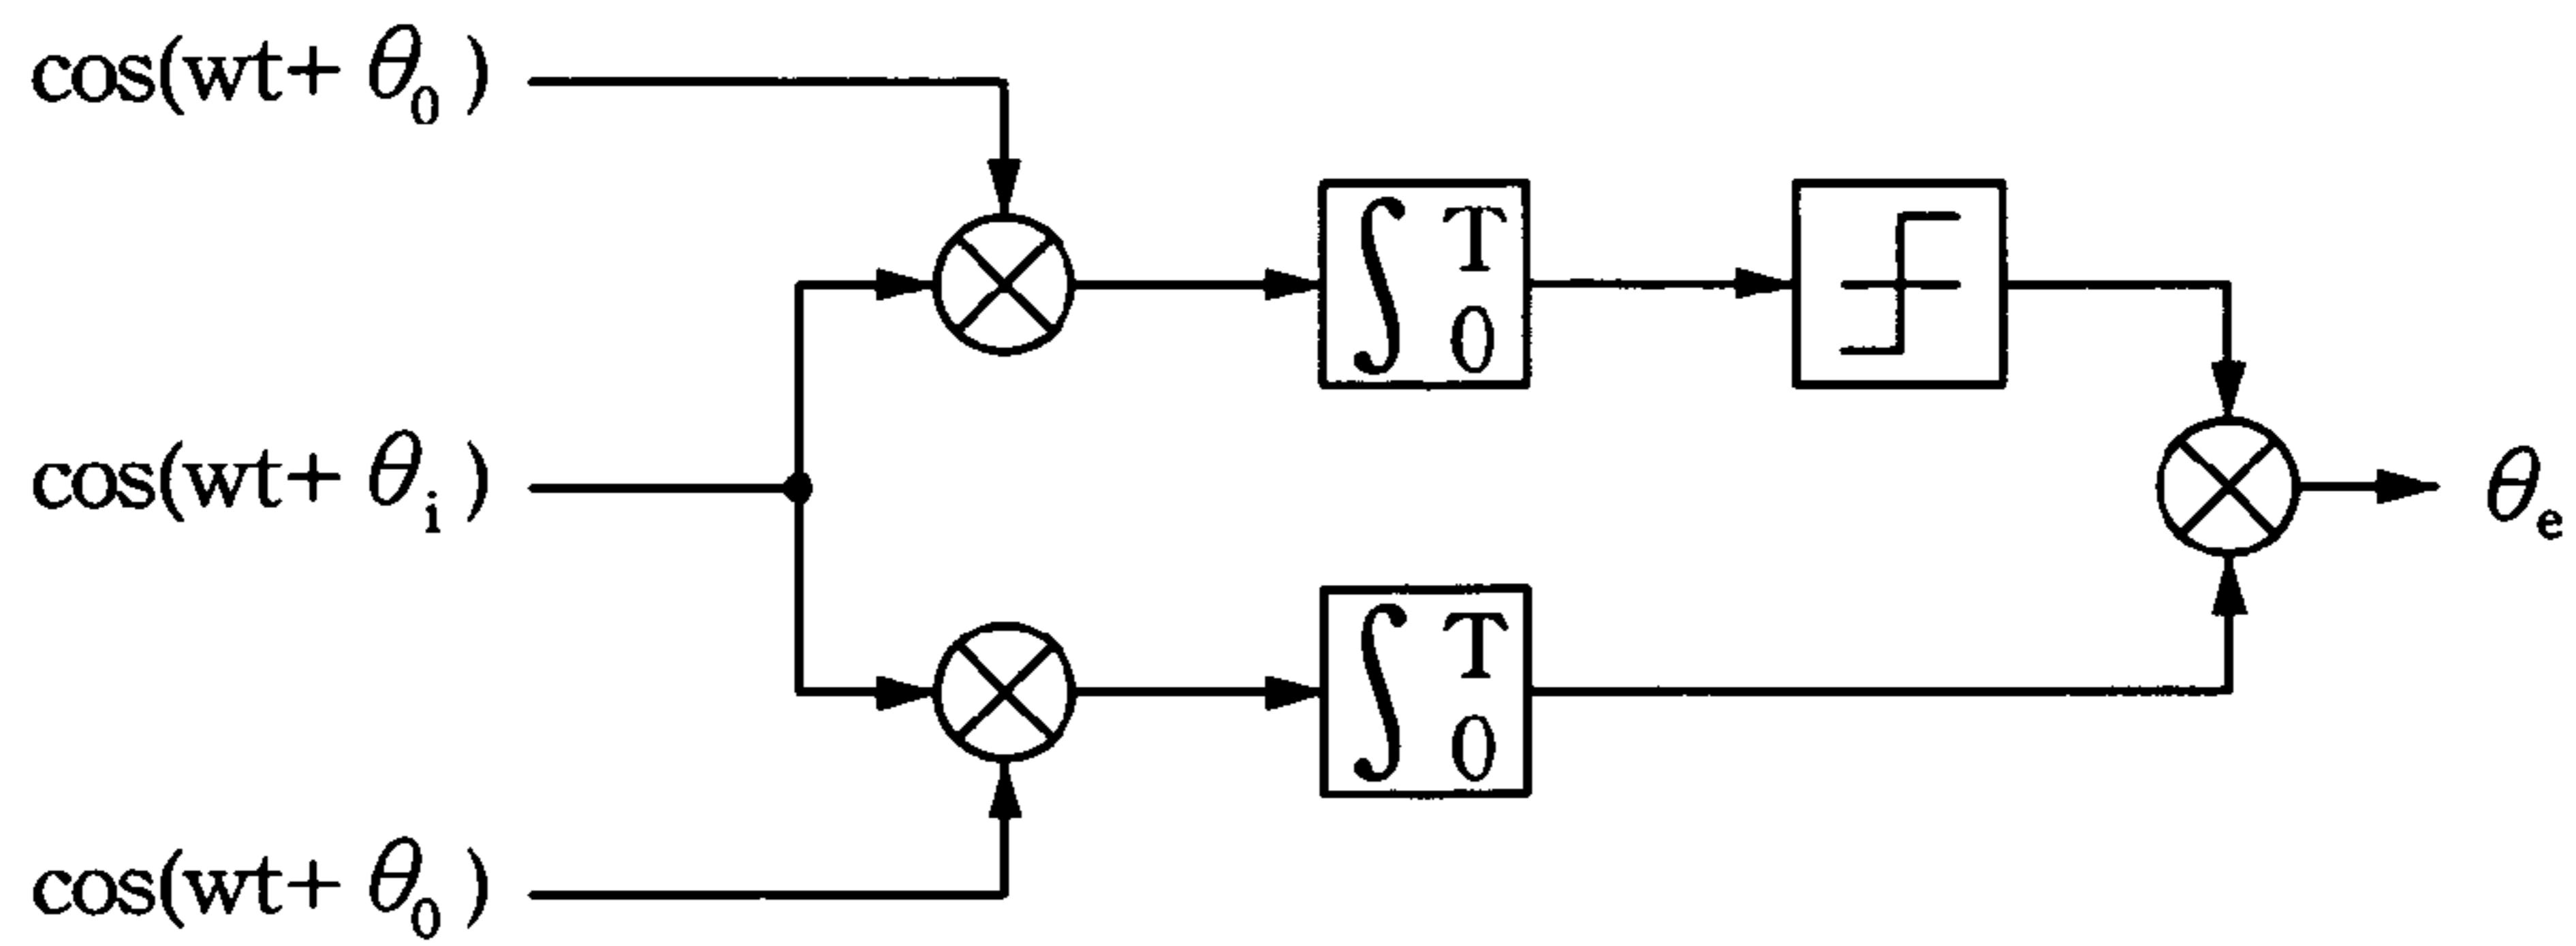 cos(wt+ θ₀ )
∫ T 0
cos(wt+ θᵢ )
θₑ
∫ T 0
cos(wt+ θ₀ )